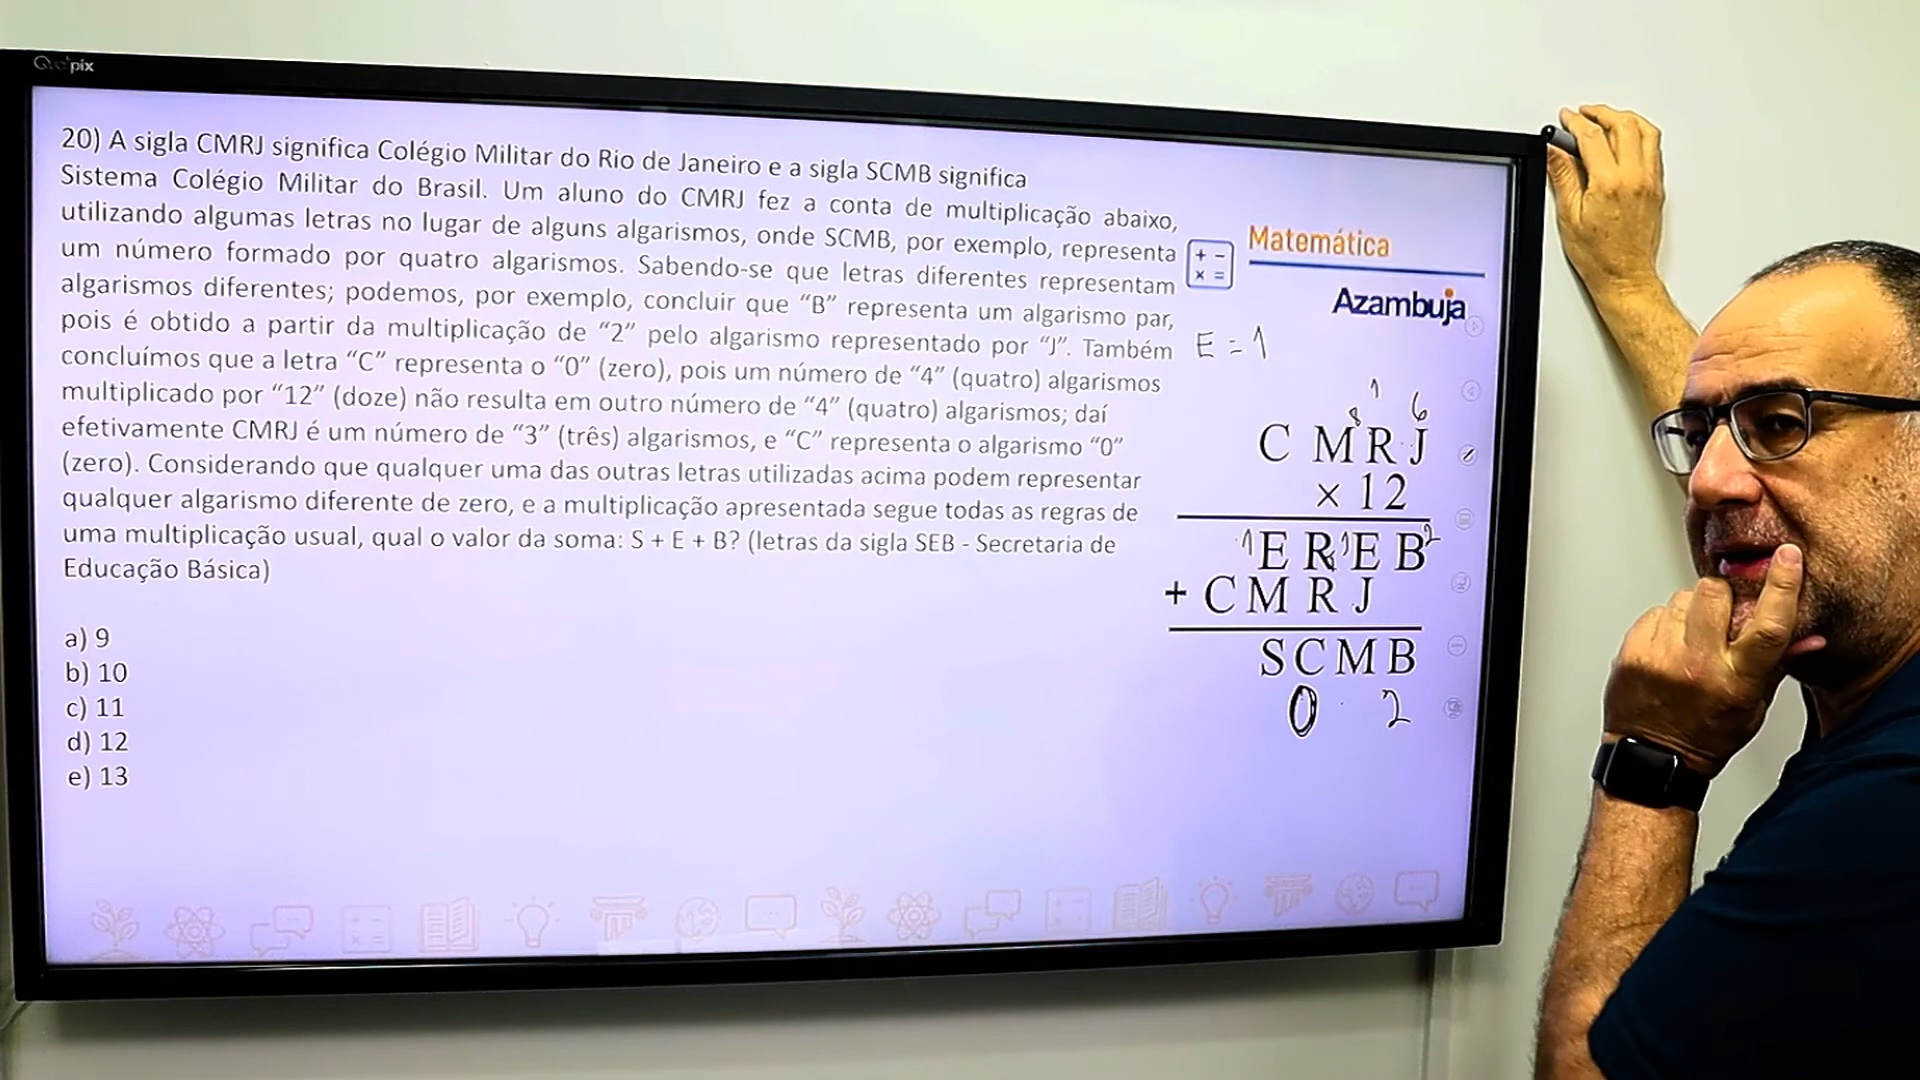 20) A sigla CMRJ significa Colégio Militar do Rio de Janeiro e a sigla SCMB significa
Sistema Colégio Militar do Brasil. Um aluno do CMRJ fez a conta de multiplicação abaixo,
utilizando algumas letras no lugar de alguns algarismos, onde SCMB, por exemplo, representa
um número formado por quatro algarismos. Sabendo-se que letras diferentes representam
algarismos diferentes; podemos, por exemplo, concluir que “B” representa um algarismo par,
pois é obtido a partir da multiplicação de “2” pelo algarismo representado por “J”. Também
concluímos que a letra “C” representa o “0” (zero), pois um número de “4” (quatro) algarismos
multiplicado por “12” (doze) não resulta em outro número de “4” (quatro) algarismos; daí
efetivamente CMRJ é um número de “3” (três) algarismos, e “C” representa o algarismo “0”
(zero). Considerando que qualquer uma das outras letras utilizadas acima podem representar
qualquer algarismo diferente de zero, e a multiplicação apresentada segue todas as regras de
uma multiplicação usual, qual o valor da soma: S + E + B? (letras da sigla SEB - Secretaria de
Educação Básica)
a) 9
b) 10
c) 11
d) 12
e) 13
+ -
× =
Matemática
Azambuja
E = 1
8 1 6
C M R J
× 12
1 E R 1 E B 2
+ C M R J
S C M B
0 2